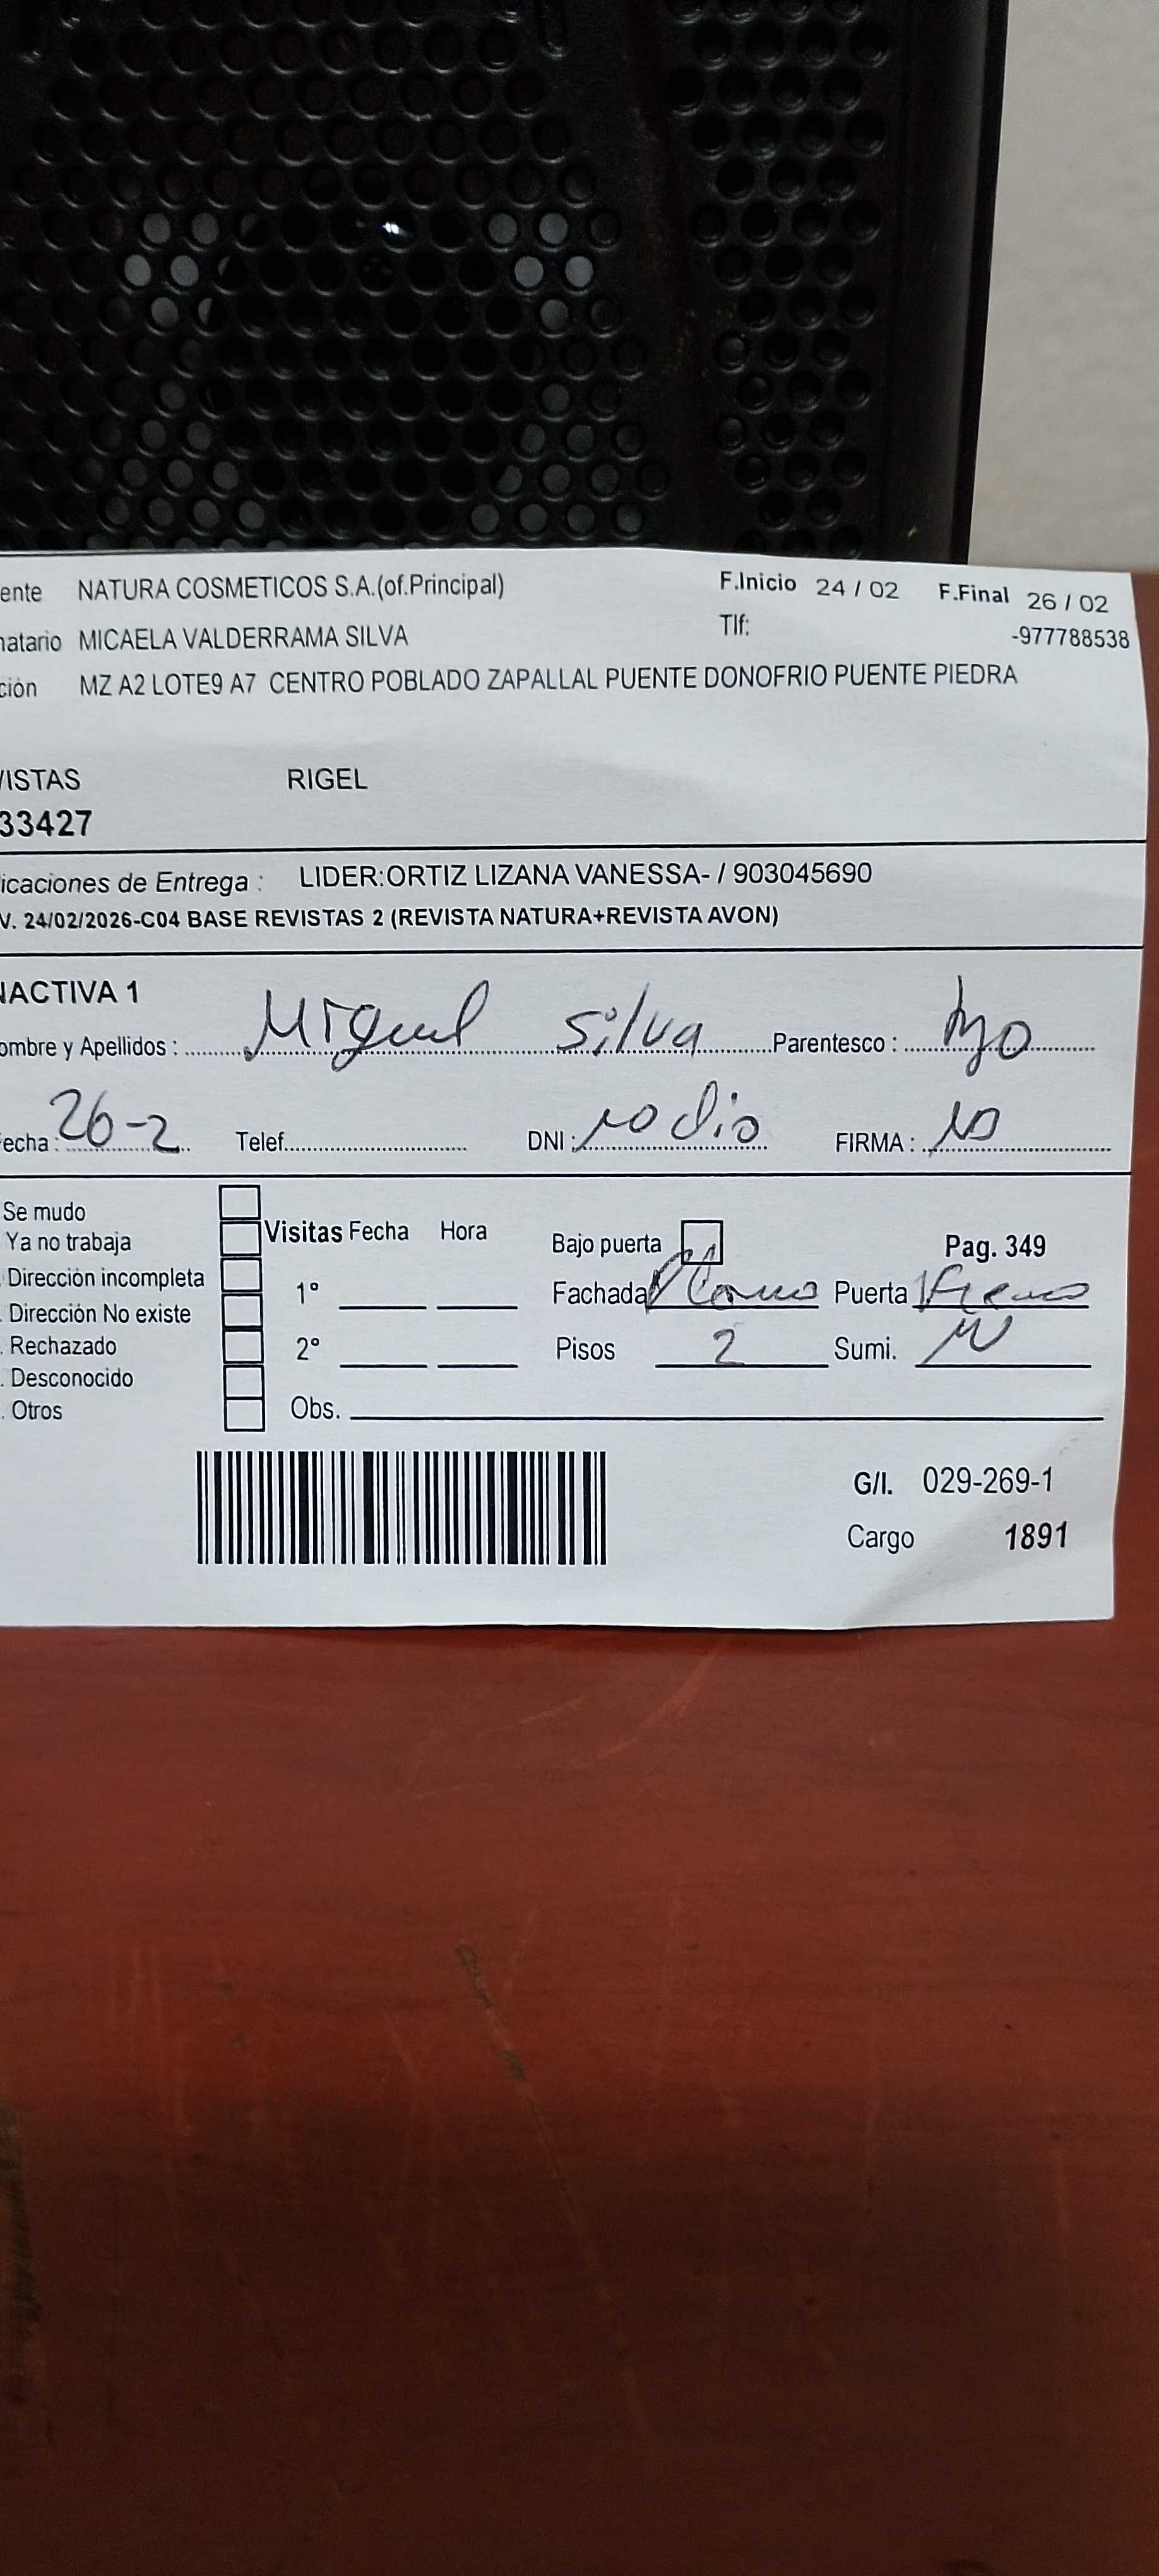 ente NATURA COSMETICOS S.A.(of.Principal) F.Inicio 24 / 02 F.Final 26 / 02
natario MICAELA VALDERRAMA SILVA Tlf: -977788538
ción MZ A2 LOTE9 A7 CENTRO POBLADO ZAPALLAL PUENTE DONOFRIO PUENTE PIEDRA
VISTAS RIGEL
33427
icaciones de Entrega : LIDER:ORTIZ LIZANA VANESSA- / 903045690
V. 24/02/2026-C04 BASE REVISTAS 2 (REVISTA NATURA+REVISTA AVON)
NACTIVA 1
ombre y Apellidos : Miguel Silva Parentesco :
echa : 26-2 Telef. DNI : no dio FIRMA :
Se mudo
Ya no trabaja
Dirección incompleta
. Dirección No existe
. Rechazado
. Desconocido
. Otros
Visitas Fecha Hora Bajo puerta Pag. 349
1º Fachada Puerta
2º Pisos 2 Sumi.
Obs.
G/I. 029-269-1
Cargo 1891